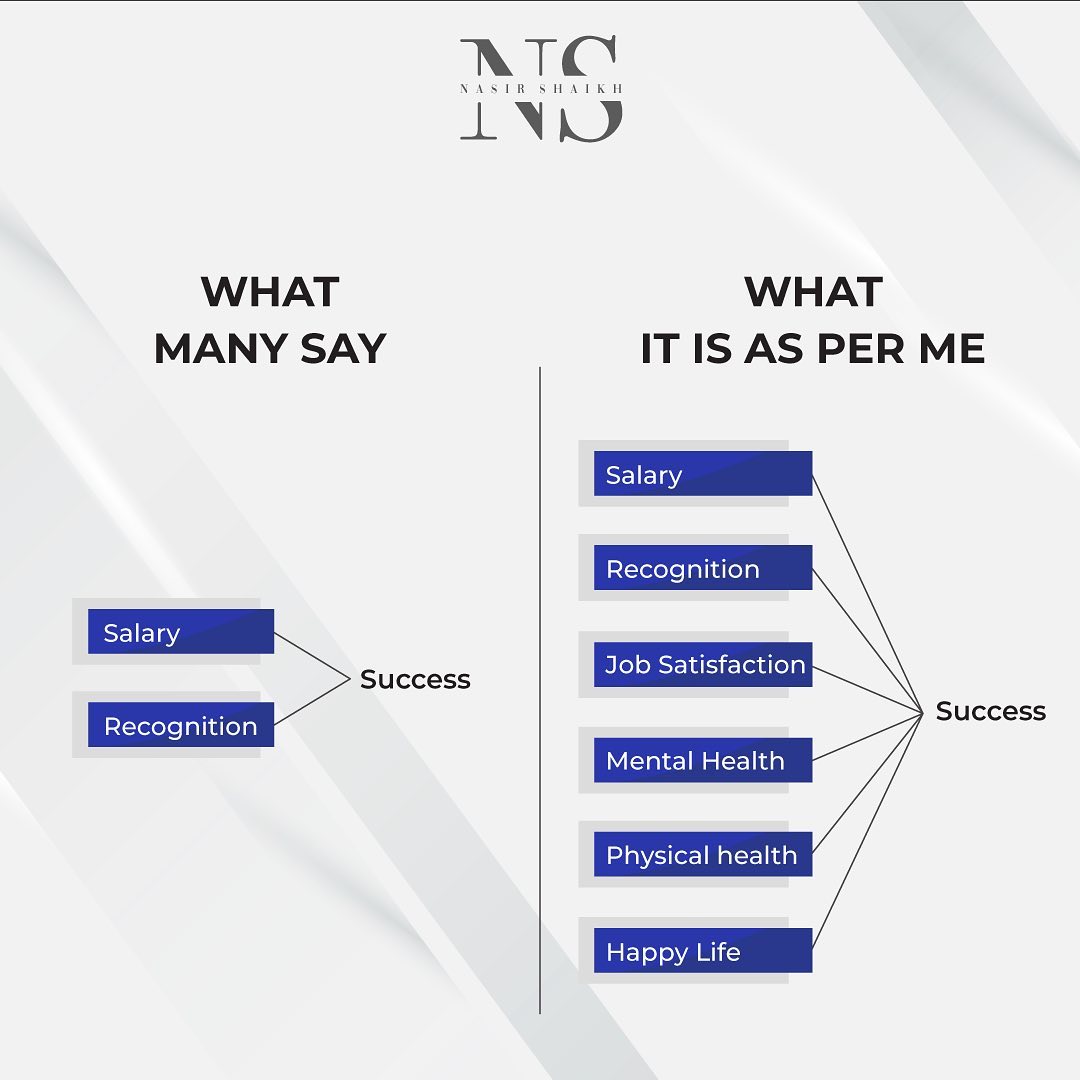 NS
NASIR SHAIKH
WHAT
MANY SAY
Salary
Recognition
Success
WHAT
IT IS AS PER ME
Salary
Recognition
Job Satisfaction
Mental Health
Physical health
Happy Life
Success